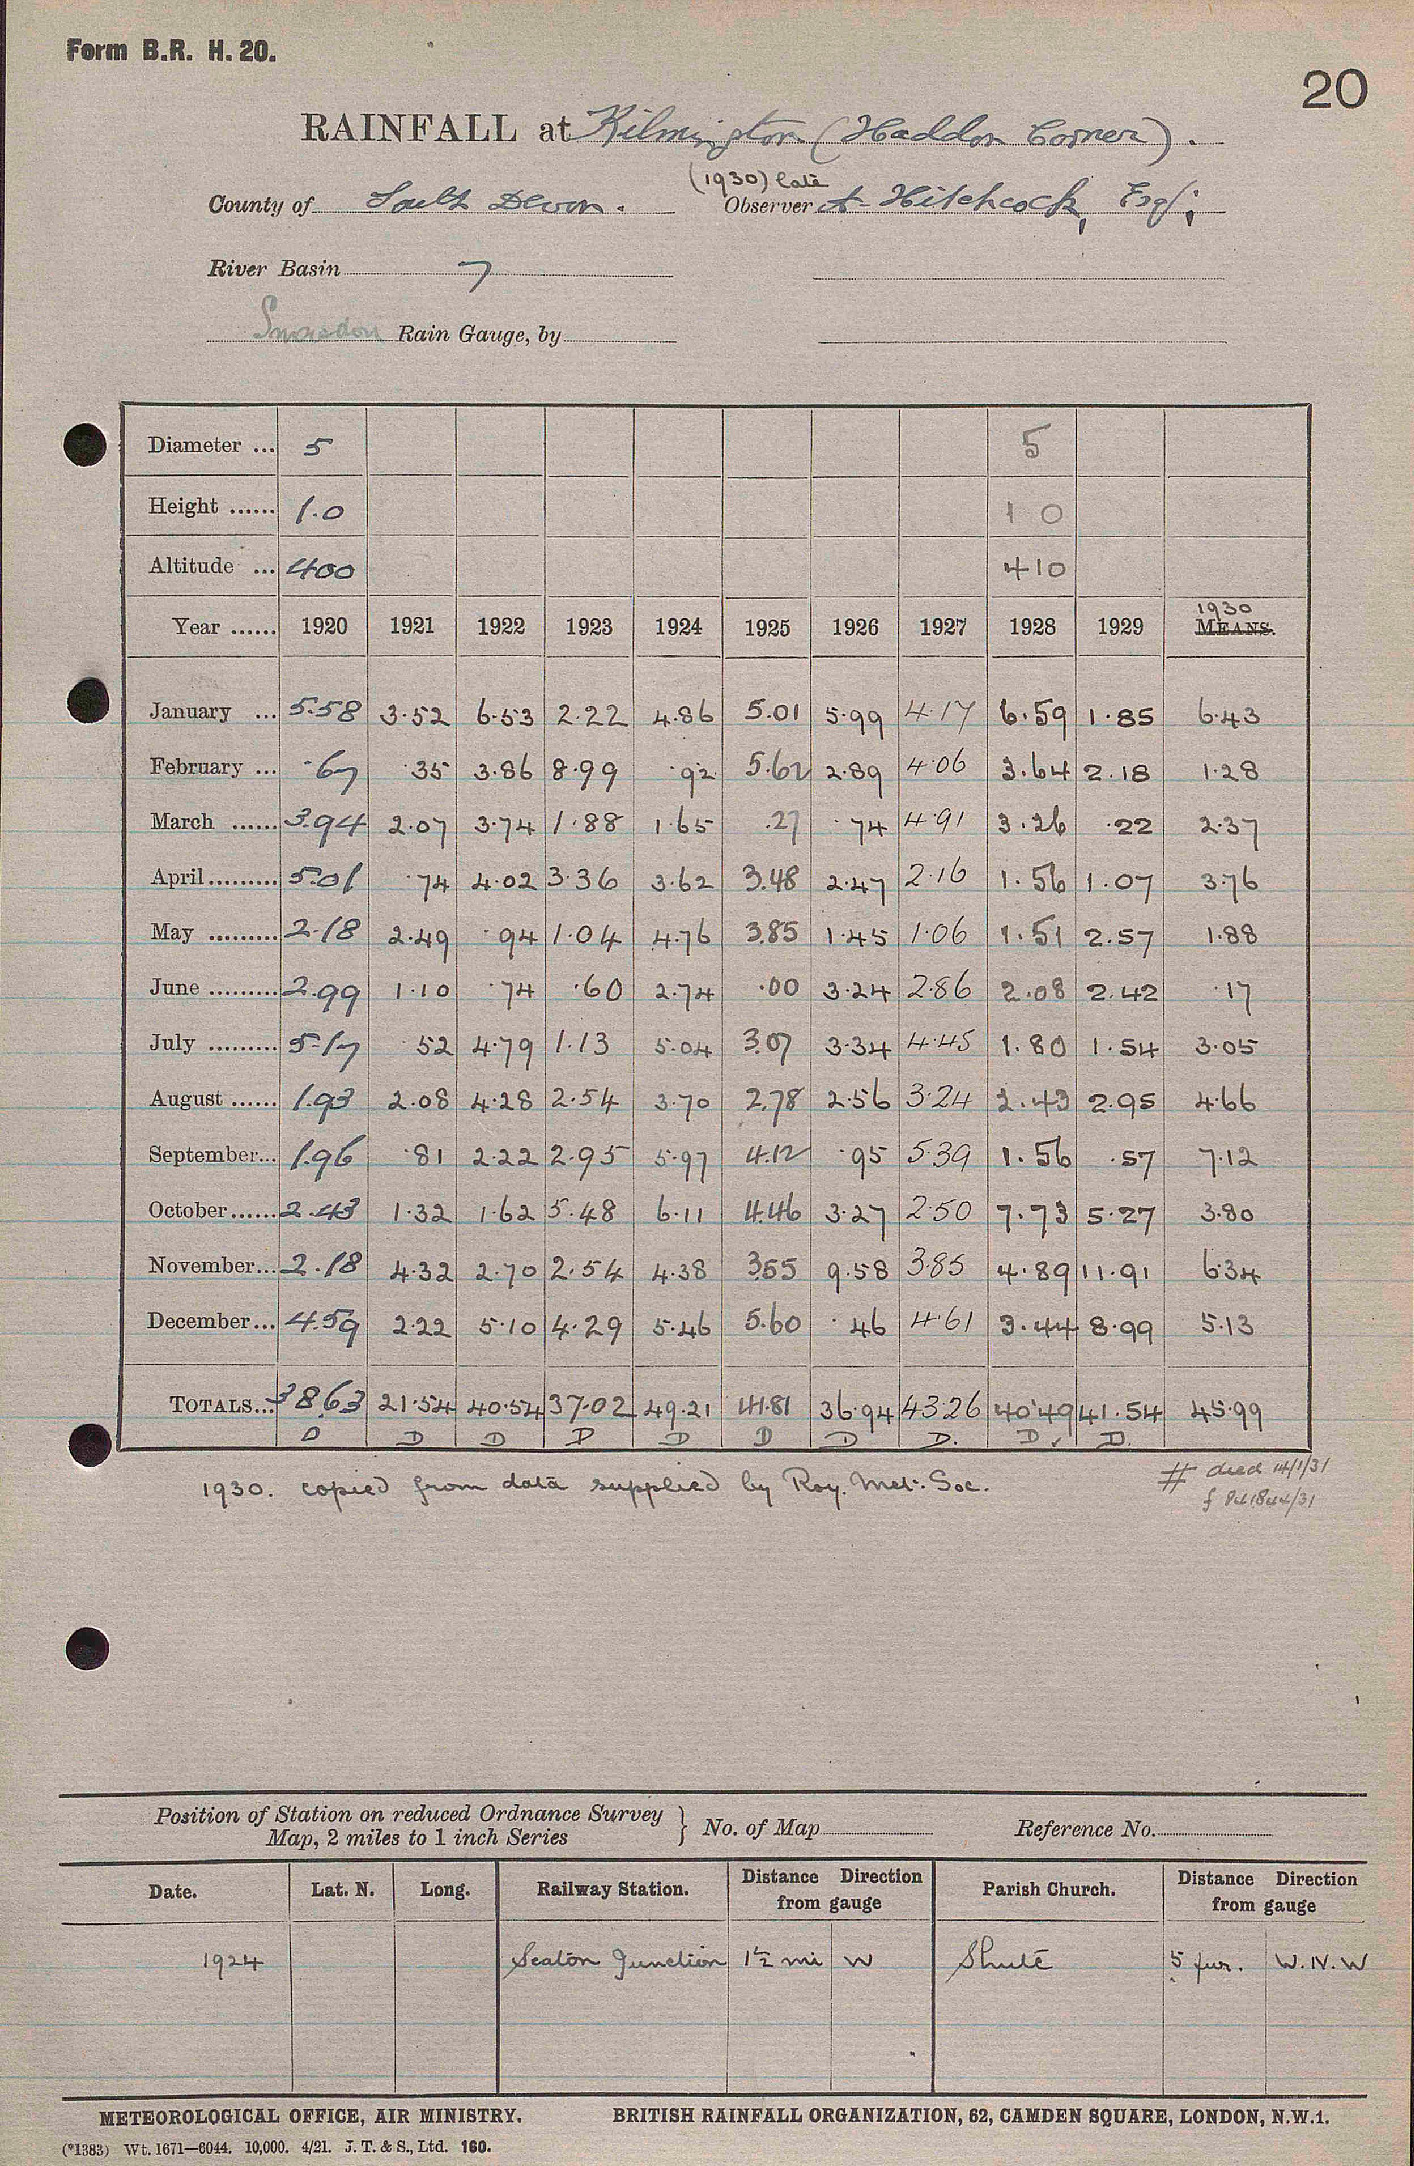 Form B.R. H. 20.
20
RAINFALL at Kilmington (Haddon Corner).
(1930) late
County of South Devon. Observer A. Hitchcock, Esq;
River Basin 7
Snowdon Rain Gauge, by
Diameter ... 5 5
Height ...... 1.0 1 0
Altitude ... 400 410
1930
Year ...... 1920 1921 1922 1923 1924 1925 1926 1927 1928 1929 MEANS.
January ... 5.58 3.52 6.53 2.22 4.86 5.01 5.99 4.17 6.59 1.85 6.43
February ... .67 .35 3.86 8.99 .92 5.62 2.89 4.06 3.64 2.18 1.28
March ...... 3.94 2.07 3.74 1.88 1.65 .27 .74 4.91 3.26 .22 2.37
April ......... 5.01 .74 4.02 3.36 3.62 3.48 2.47 2.16 1.56 1.07 3.76
May ......... 2.18 2.49 .94 1.04 4.76 3.85 1.45 1.06 1.51 2.57 1.88
June ......... 2.99 1.10 .74 .60 2.74 .00 3.24 2.86 2.08 2.42 .17
July ......... 5.17 .52 4.79 1.13 5.04 3.07 3.34 4.45 1.80 1.54 3.05
August ...... 1.93 2.08 4.28 2.54 3.70 2.78 2.56 3.24 2.43 2.95 4.66
September... 1.96 .81 2.22 2.95 5.97 4.12 .95 5.39 1.56 .57 7.12
October ...... 2.43 1.32 1.62 5.48 6.11 4.46 3.27 2.50 7.73 5.27 3.80
November... 2.18 4.32 2.70 2.54 4.38 3.55 9.58 3.85 4.89 11.91 6.34
December... 4.59 2.22 5.10 4.29 5.46 5.60 .46 4.61 3.44 8.99 5.13
TOTALS... 38.63 21.54 40.54 37.02 49.21 41.81 36.94 43.26 40.49 41.54 45.99
D D D D D D D D. D. D.
1930. copied from data supplied by Roy. Met. Soc.
# died 14/1/31
Position of Station on reduced Ordnance Survey
Map, 2 miles to 1 inch Series } No. of Map Reference No.
Date. Lat. N. Long. Railway Station. Distance Direction from gauge Parish Church. Distance Direction from gauge
1924 Seaton Junction 1½ mi W Shute 5 fur. W.N.W
METEOROLOGICAL OFFICE, AIR MINISTRY. BRITISH RAINFALL ORGANIZATION, 62, CAMDEN SQUARE, LONDON, N.W.1.
(*1383) Wt. 1671—6044. 10,000. 4/21. J. T. & S., Ltd. 160.